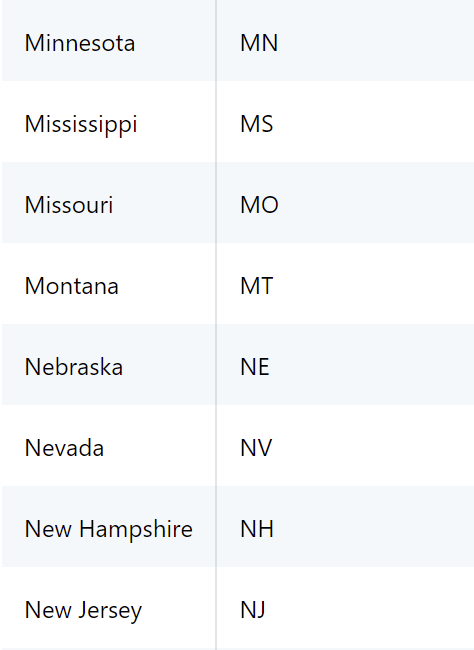 Minnesota MN
Mississippi MS
Missouri MO
Montana MT
Nebraska NE
Nevada NV
New Hampshire NH
New Jersey NJ